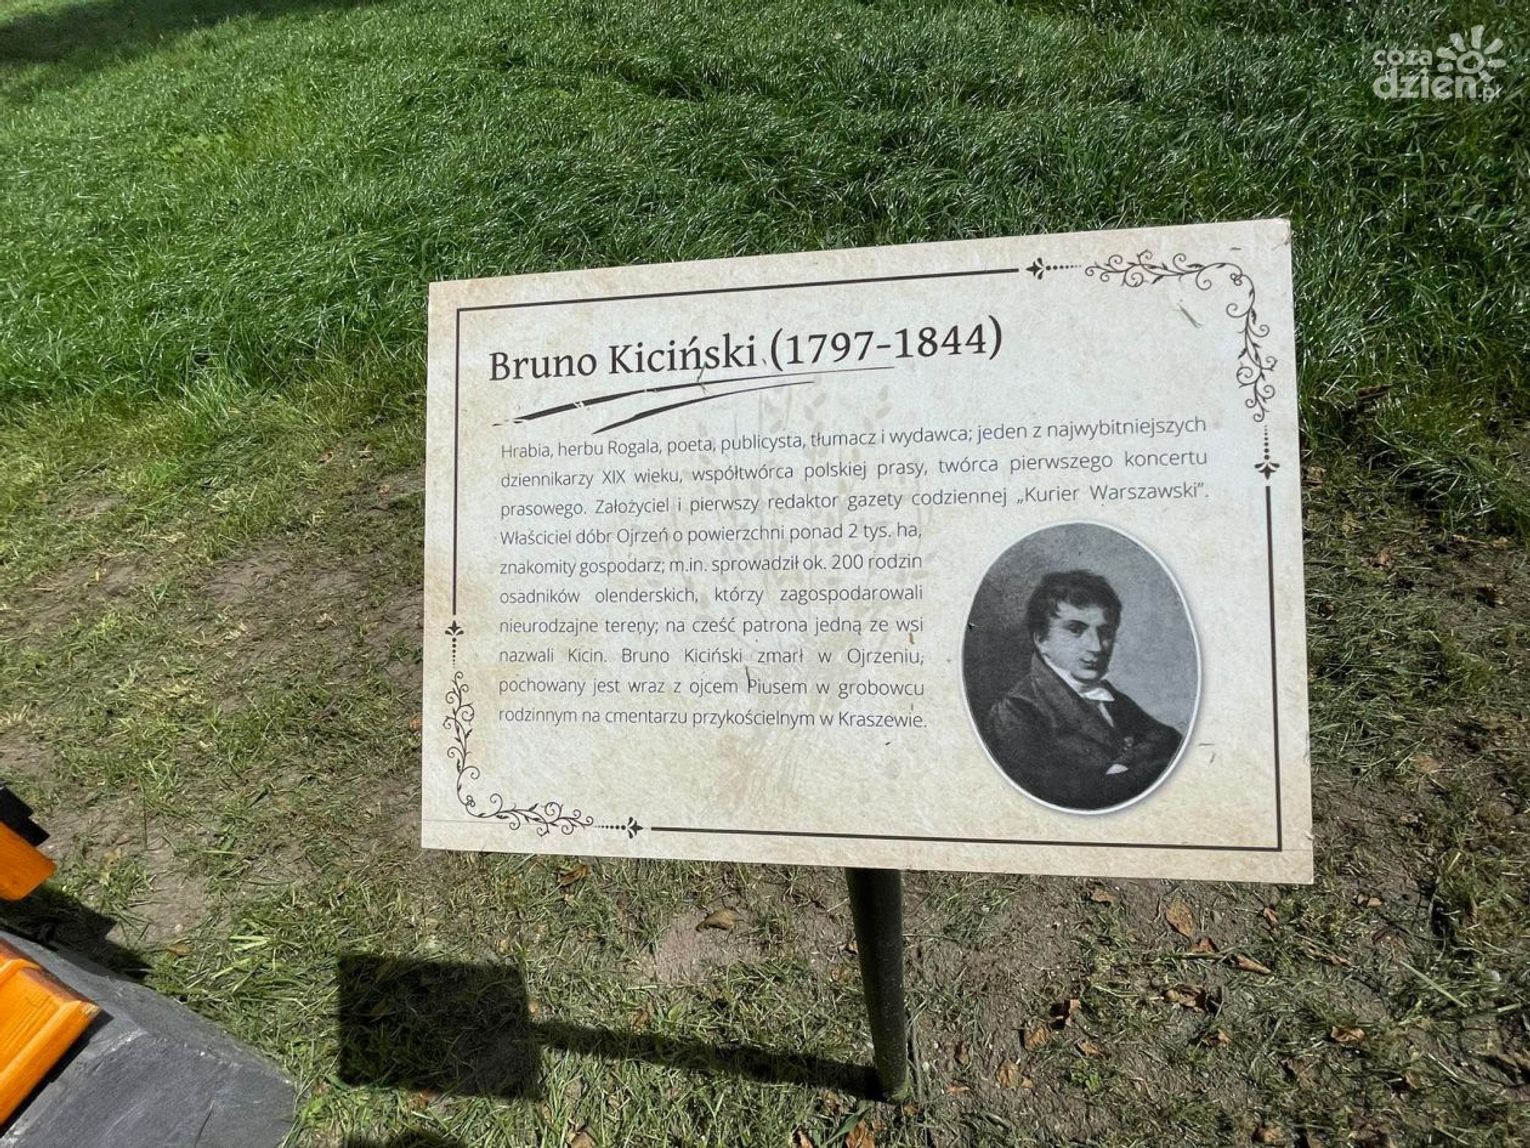 coza
dzien.pl
Bruno Kiciński (1797-1844)
Hrabia, herbu Rogala, poeta, publicysta, tłumacz i wydawca; jeden z najwybitniejszych
dziennikarzy XIX wieku, współtwórca polskiej prasy, twórca pierwszego koncertu
prasowego. Założyciel i pierwszy redaktor gazety codziennej „Kurier Warszawski”.
Właściciel dóbr Ojrzeń o powierzchni ponad 2 tys. ha,
znakomity gospodarz; m.in. sprowadził ok. 200 rodzin
osadników olenderskich, którzy zagospodarowali
nieurodzajne tereny; na cześć patrona jedną ze wsi
nazwali Kicin. Bruno Kiciński zmarł w Ojrzeniu,
pochowany jest wraz z ojcem Piusem w grobowcu
rodzinnym na cmentarzu przykościelnym w Kraszewie.